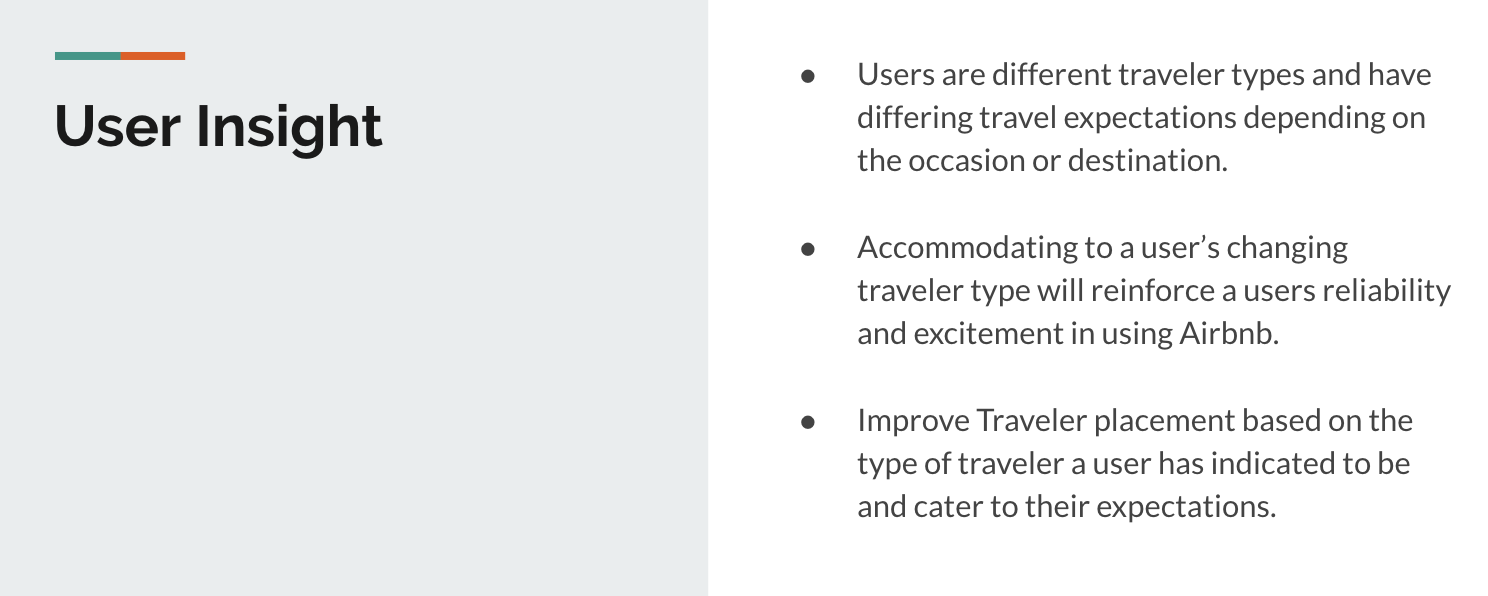 User Insight
● Users are different traveler types and have
differing travel expectations depending on
the occasion or destination.
● Accommodating to a user’s changing
traveler type will reinforce a users reliability
and excitement in using Airbnb.
● Improve Traveler placement based on the
type of traveler a user has indicated to be
and cater to their expectations.